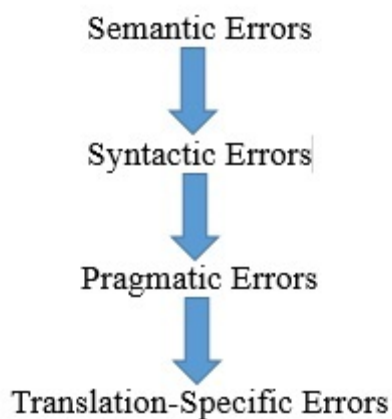 Semantic Errors
Syntactic Errors
Pragmatic Errors
Translation-Specific Errors